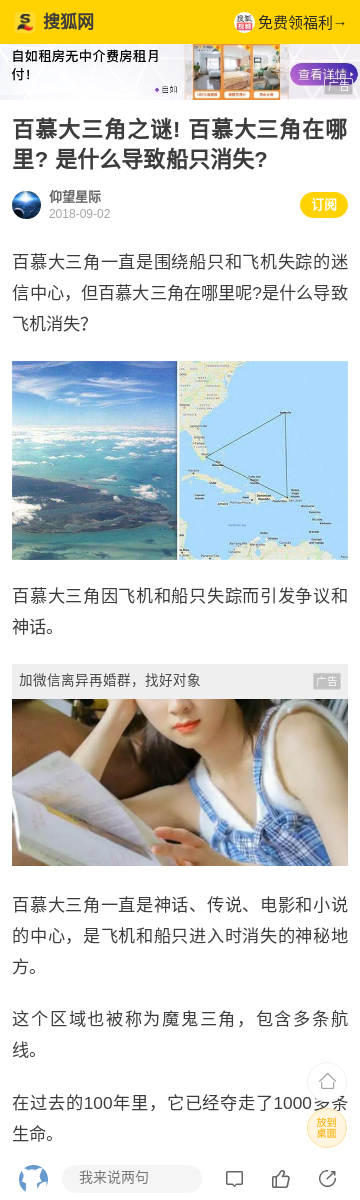 搜狐网
搜狐
视频
免费领福利→
自如租房无中介费房租月
付!
自如
查看详情
广告
百慕大三角之谜! 百慕大三角在哪
里? 是什么导致船只消失?
仰望星际
2018-09-02
订阅
百慕大三角一直是围绕船只和飞机失踪的迷
信中心，但百慕大三角在哪里呢?是什么导致
飞机消失？
百慕大三角因飞机和船只失踪而引发争议和
神话。
加微信离异再婚群，找好对象
广告
百慕大三角一直是神话、传说、电影和小说
的中心，是飞机和船只进入时消失的神秘地
方。
这个区域也被称为魔鬼三角，包含多条航
线。
在过去的100年里，它已经夺走了1000多条
生命。
放到
桌面
我来说两句